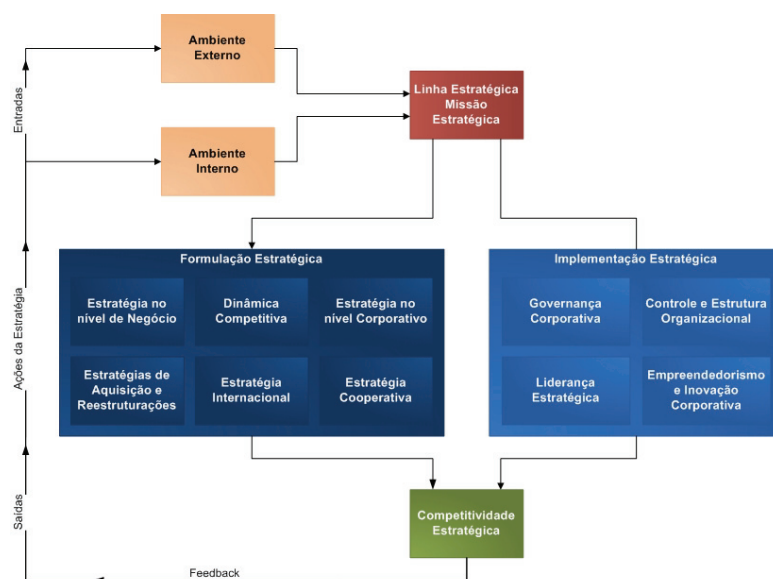 Ambiente
Externo
Entradas
Linha Estratégica
Missão
Estratégica
Ambiente
Interno
Formulação Estratégica
Estratégia no
nível de Negócio
Dinâmica
Competitiva
Estratégia no
nível Corporativo
Estratégias de
Aquisição e
Reestruturações
Estratégia
Internacional
Estratégia
Cooperativa
Implementação Estratégica
Governança
Corporativa
Controle e Estrutura
Organizacional
Liderança
Estratégica
Empreendedorismo
e Inovação
Corporativa
Ações da Estratégia
Competitividade
Estratégica
Saídas
Feedback